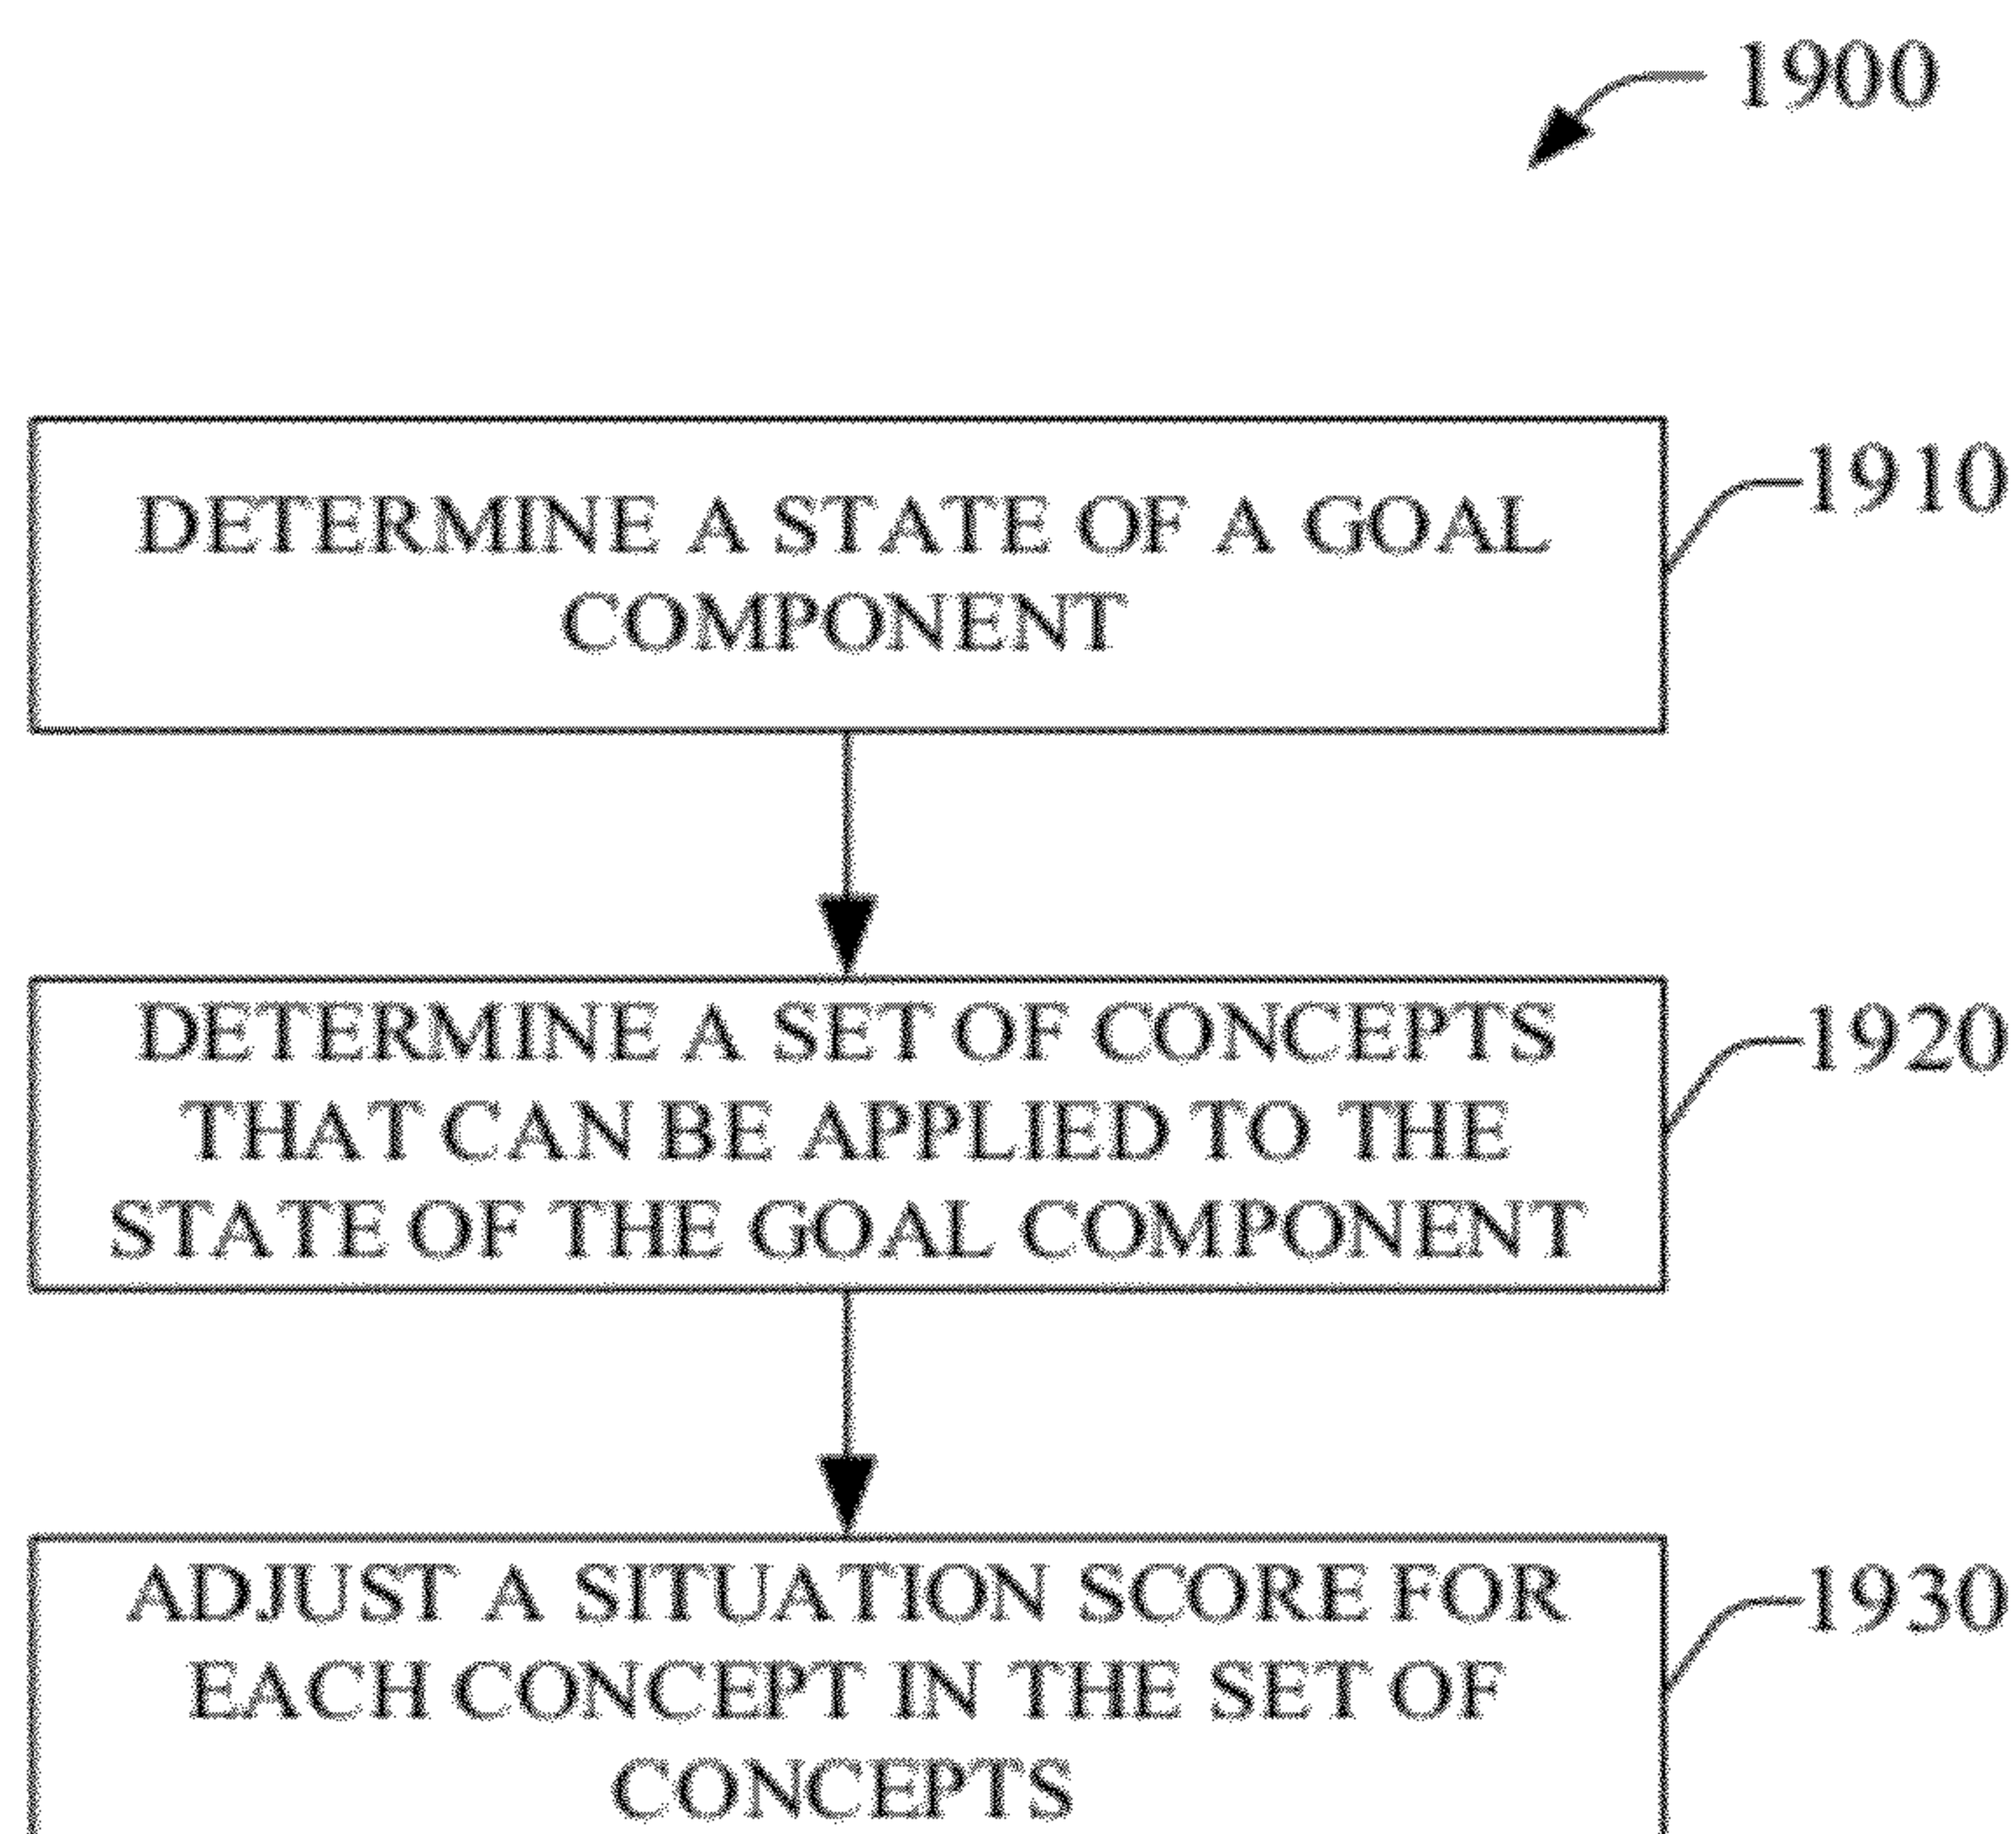 1900
DETERMINE A STATE OF A GOAL
COMPONENT
1910
DETERMINE A SET OF CONCEPTS
THAT CAN BE APPLIED TO THE
STATE OF THE GOAL COMPONENT
1920
ADJUST A SITUATION SCORE FOR
EACH CONCEPT IN THE SET OF
CONCEPTS
1930